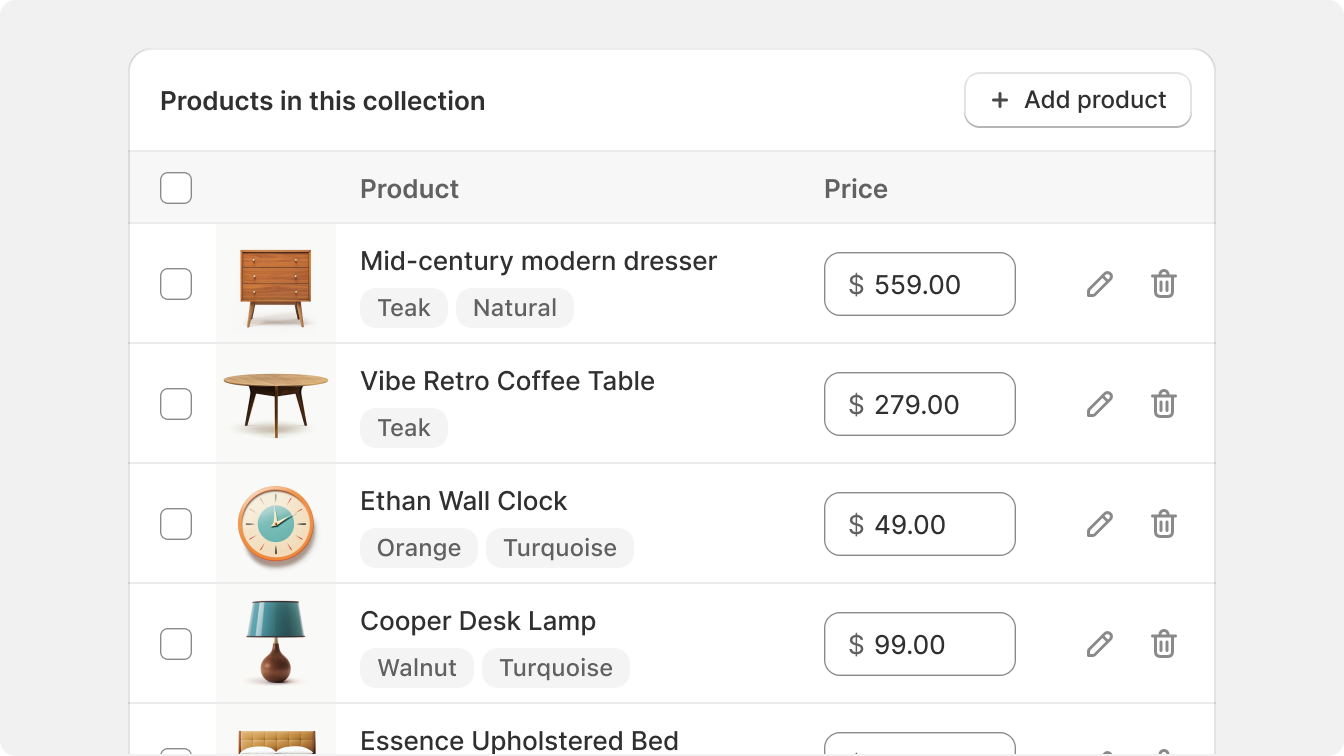 Products in this collection
+ Add product
Product Price
Mid-century modern dresser
$ 559.00
Teak Natural
Vibe Retro Coffee Table
$ 279.00
Teak
Ethan Wall Clock
$ 49.00
Orange Turquoise
Cooper Desk Lamp
$ 99.00
Walnut Turquoise
Essence Upholstered Bed